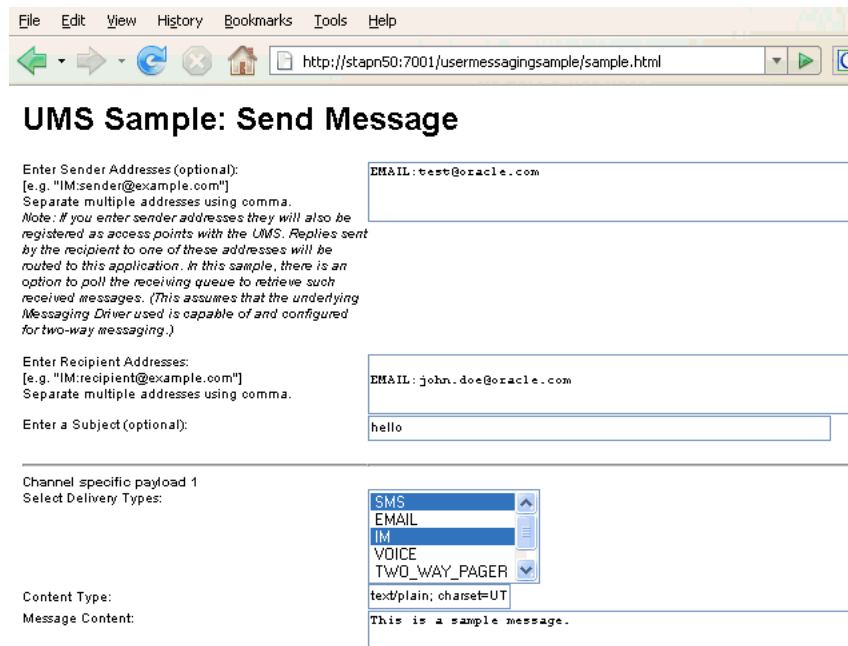 File Edit View History Bookmarks Tools Help
http://stapn50:7001/usermessagingsample/sample.html
UMS Sample: Send Message
Enter Sender Addresses (optional):
[e.g. "IM:sender@example.com"]
Separate multiple addresses using comma.
Note: If you enter sender addresses they will also be
registered as access points with the UMS. Replies sent
by the recipient to one of these addresses will be
routed to this application. In this sample, there is an
option to poll the receiving queue to retrieve such
received messages. (This assumes that the underlying
Messaging Driver used is capable of and configured
for two-way messaging.)
EMAIL:test@oracle.com
Enter Recipient Addresses:
[e.g. "IM:recipient@example.com"]
Separate multiple addresses using comma.
EMAIL:john.doe@oracle.com
Enter a Subject (optional):
hello
Channel specific payload 1
Select Delivery Types:
SMS
EMAIL
IM
VOICE
TWO_WAY_PAGER
Content Type:
text/plain; charset=UT
Message Content:
This is a sample message.